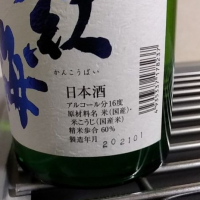 紅
かんこうばい
日本酒
アルコール分16度
原材料名 米(国産)・
米こうじ(国産米)
精米歩合 60%
製造年月 202101